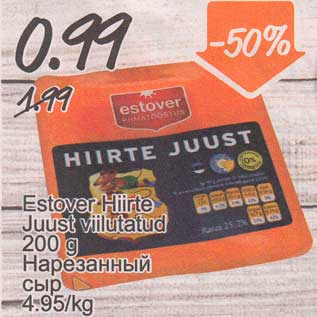 0.99
-50%
1.99
estover
PIIMATÖÖSTUS
HIIRTE JUUST
0%
Rasva 25,2%
Estover Hiirte
Juust viilutatud
200 g
Нарезанный
сыр
4.95/kg